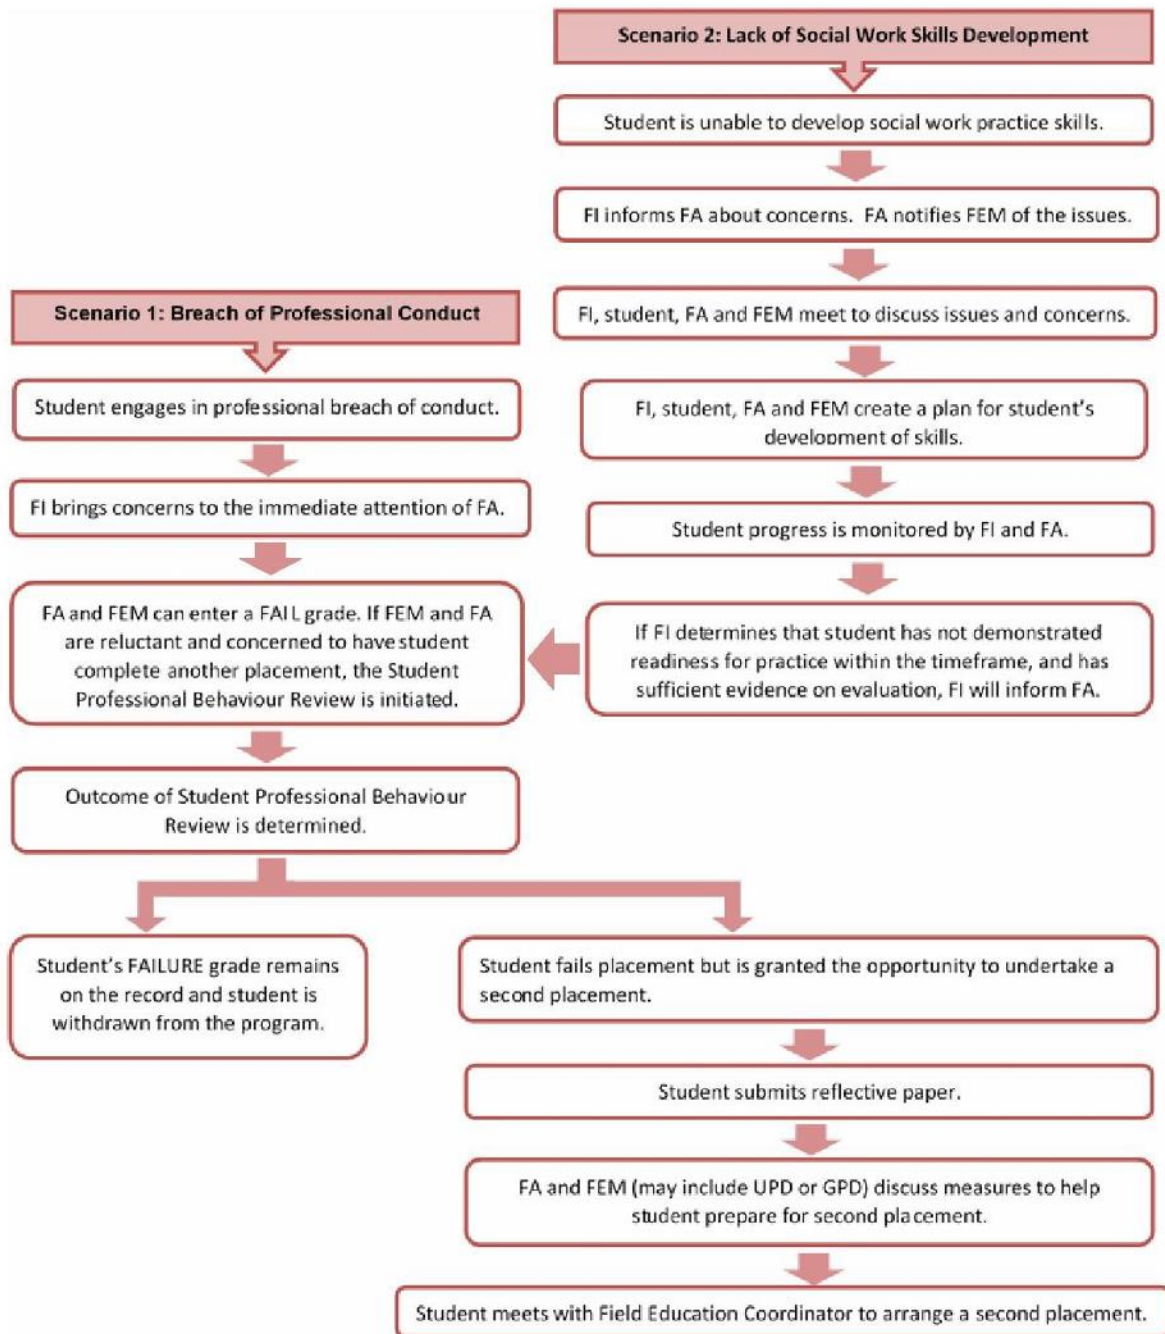 Scenario 2: Lack of Social Work Skills Development
Student is unable to develop social work practice skills.
FI informs FA about concerns. FA notifies FEM of the issues.
FI, student, FA and FEM meet to discuss issues and concerns.
FI, student, FA and FEM create a plan for student's
development of skills.
Student progress is monitored by FI and FA.
If FI determines that student has not demonstrated
readiness for practice within the timeframe, and has
sufficient evidence on evaluation, FI will inform FA.
Scenario 1: Breach of Professional Conduct
Student engages in professional breach of conduct.
FI brings concerns to the immediate attention of FA.
FA and FEM can enter a FAIL grade. If FEM and FA
are reluctant and concerned to have student
complete another placement, the Student
Professional Behaviour Review is initiated.
Outcome of Student Professional Behaviour
Review is determined.
Student's FAILURE grade remains
on the record and student is
withdrawn from the program.
Student fails placement but is granted the opportunity to undertake a
second placement.
Student submits reflective paper.
FA and FEM (may include UPD or GPD) discuss measures to help
student prepare for second placement.
Student meets with Field Education Coordinator to arrange a second placement.